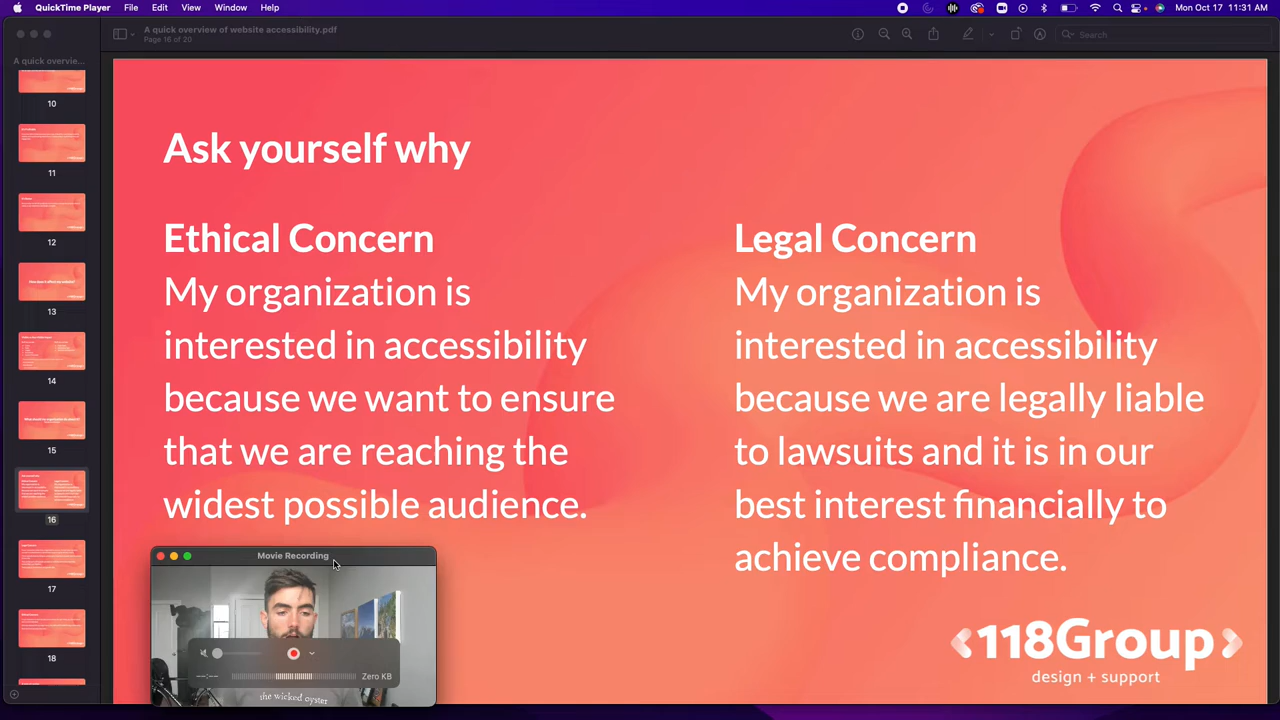 QuickTime Player File Edit View Window Help
Mon Oct 17 11:31 AM
A quick overview of website accessibility.pdf
Page 16 of 20
Search
A quick overvie...
10
11
12
13
14
15
16
17
18
Ask yourself why
Ethical Concern
My organization is
interested in accessibility
because we want to ensure
that we are reaching the
widest possible audience.
Legal Concern
My organization is
interested in accessibility
because we are legally liable
to lawsuits and it is in our
best interest financially to
achieve compliance.
Movie Recording
--:--
Zero KB
the wicked oyster
118Group
design + support